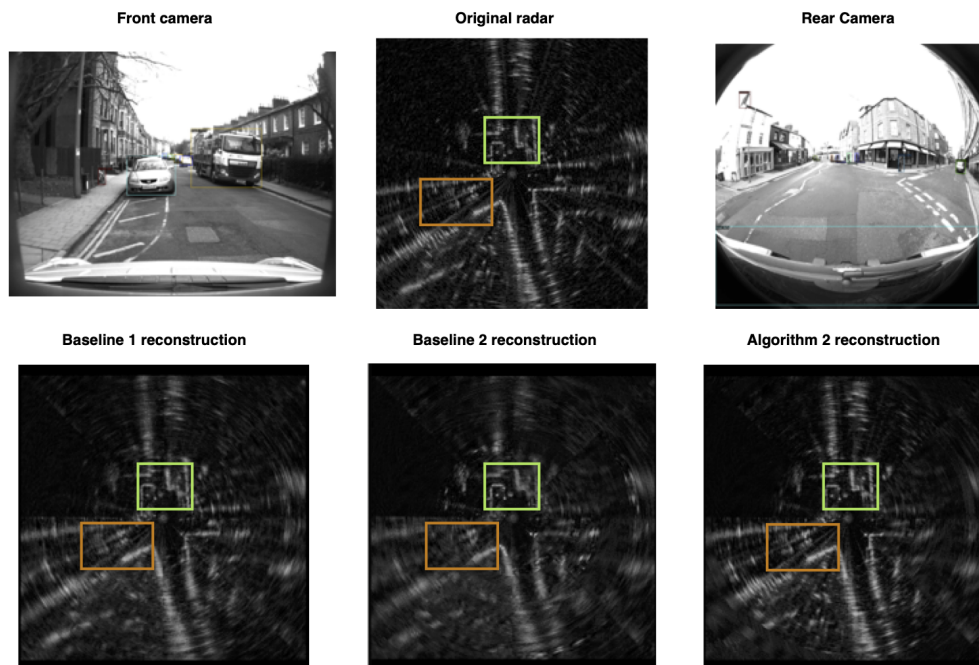 Front camera
Original radar
Rear Camera
Baseline 1 reconstruction
Baseline 2 reconstruction
Algorithm 2 reconstruction